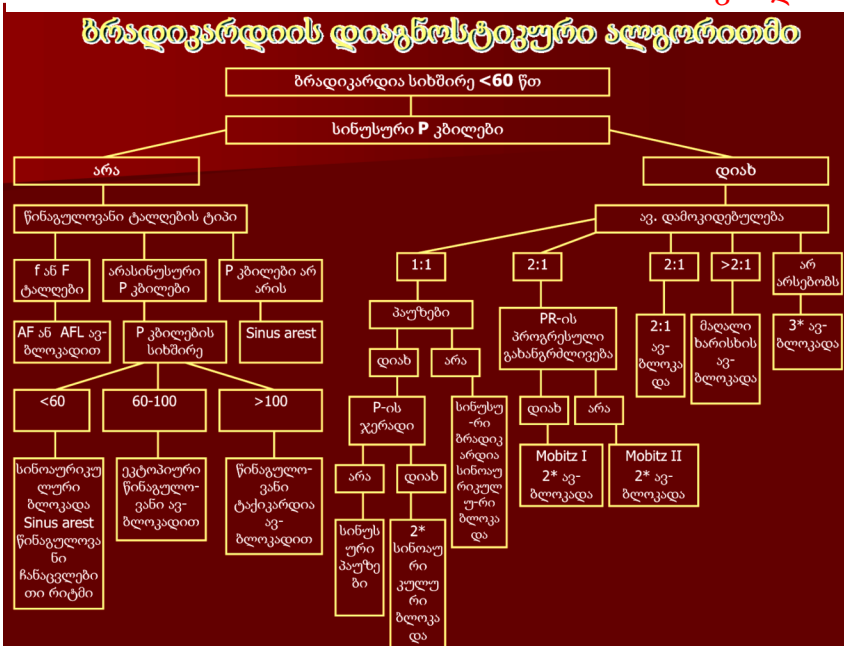 ბრადიკარდიის დიაგნოსტიკური ალგორითმი
ბრადიკარდია სიხშირე <60 წთ
სინუსური P კბილები
არა
დიახ
წინაგულოვანი ტალღების ტიპი
ავ. დამოკიდებულება
f ან F
ტალღები
არასინუსური
P კბილები
P კბილები არ
არის
1:1
2:1
2:1
>2:1
არ
არსებობს
AF ან AFL ავ-
ბლოკადით
P კბილების
სიხშირე
Sinus arest
პაუზები
PR-ის
პროგრესული
გახანგრძლივება
2:1
ავ-
ბლოკა
და
მაღალი
ხარისხის
ავ-
ბლოკადა
3* ავ-
ბლოკადა
დიახ
არა
<60
60-100
>100
P-ის
ჯერადი
სინუსუ
-რი
ბრადიკ
არდია
სინოაუ
რიკულ
უ-რი
ბლოკა
და
დიახ
არა
სინოაურიკუ
ლური
ბლოკადა
Sinus arest
წინაგულოვა
ნი
ჩანაცვლები
თი რიტმი
ექტოპიური
წინაგულო-
ვანი ავ-
ბლოკადით
წინაგულო-
ვანი
ტაქიკარდია
ავ-
ბლოკადით
არა
დიახ
Mobitz I
2* ავ-
ბლოკადა
Mobitz II
2* ავ-
ბლოკადა
სინუს
ური
პაუზე
ბი
2*
სინოაუ
რი
კულუ
რი
ბლოკა
და